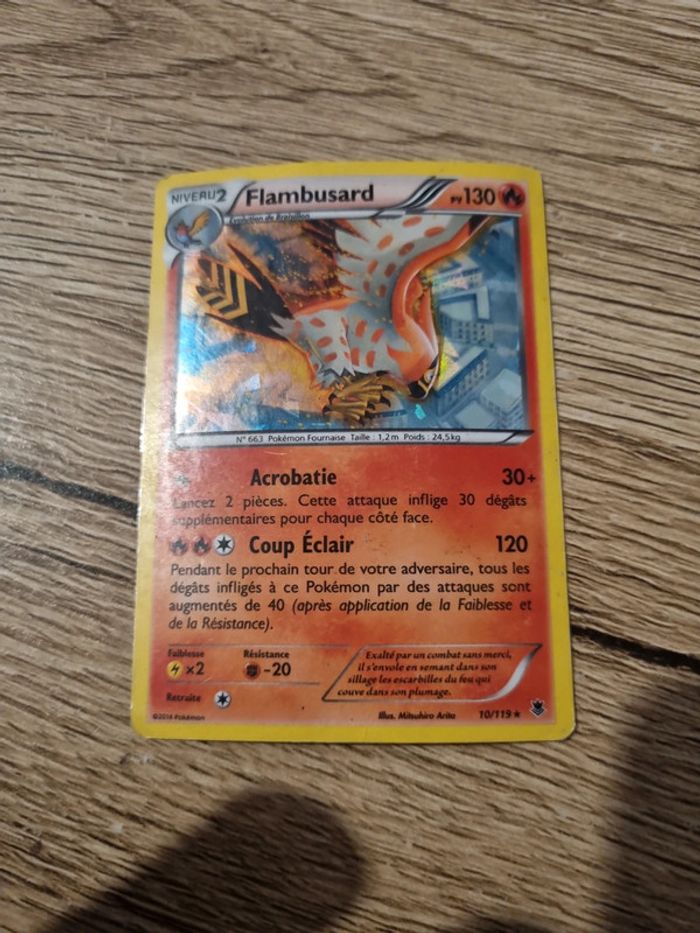 NIVEAU2 Flambusard PV130
Évolution de Braisillon
N° 663 Pokémon Fournaise Taille : 1,2m Poids : 24,5kg
Acrobatie 30+
Lancez 2 pièces. Cette attaque inflige 30 dégâts
supplémentaires pour chaque côté face.
Coup Éclair 120
Pendant le prochain tour de votre adversaire, tous les
dégâts infligés à ce Pokémon par des attaques sont
augmentés de 40 (après application de la Faiblesse et
de la Résistance).
Faiblesse Résistance
×2 -20
Retraite
Exalté par un combat sans merci,
il s'envole en semant dans son
sillage les escarbilles du feu qui
couve dans son plumage.
©2014 Pokémon Illus. Mitsuhiro Arita 10/119 ★